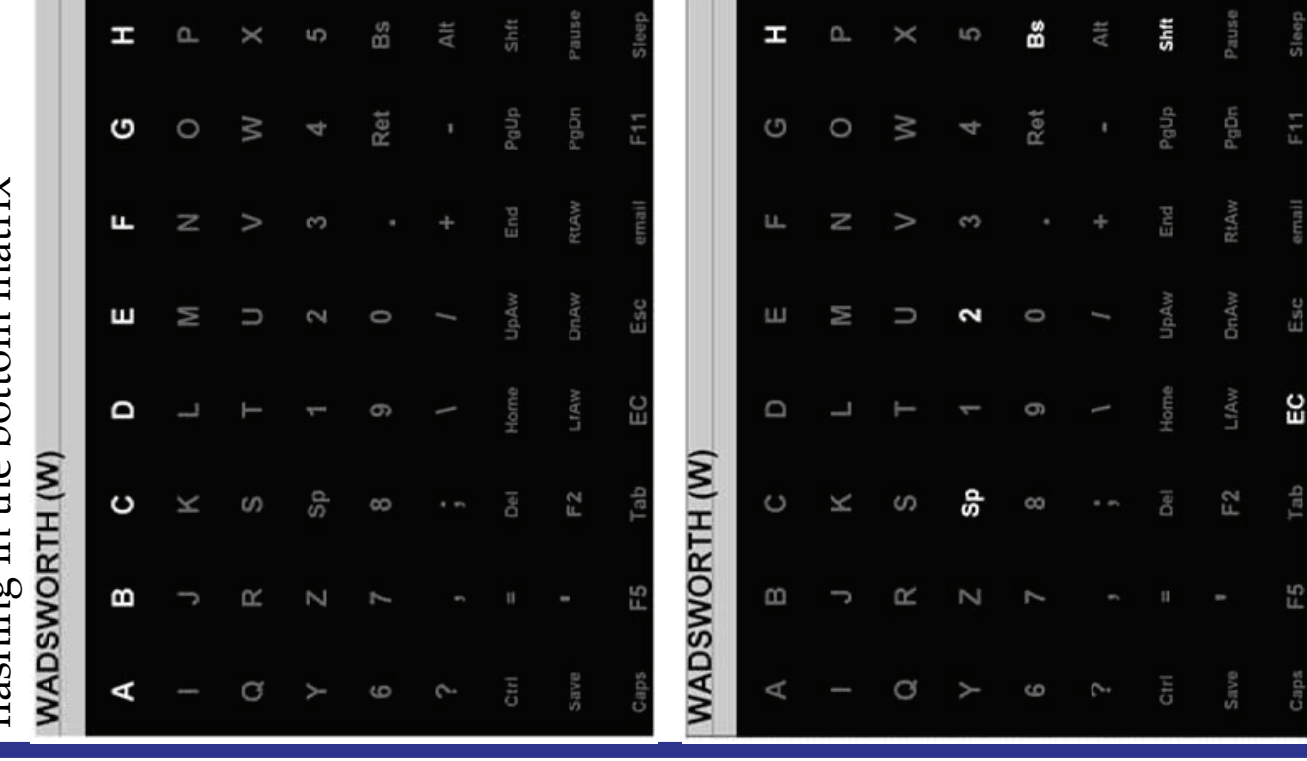 flashing in the bottom matrix
WADSWORTH (W)
A B C D E F G H
I J K L M N O P
Q R S T U V W X
Y Z Sp 1 2 3 4 5
6 7 8 9 0 . Ret Bs
? , ; \ / + - Alt
Ctrl = Del Home UpAw End PgUp Shft
Save ' F2 LfAw DnAw RtAw PgDn Pause
Caps F5 Tab EC Esc email F11 Sleep
WADSWORTH (W)
A B C D E F G H
I J K L M N O P
Q R S T U V W X
Y Z Sp 1 2 3 4 5
6 7 8 9 0 . Ret Bs
? , ; \ / + - Alt
Ctrl = Del Home UpAw End PgUp Shft
Save ' F2 LfAw DnAw RtAw PgDn Pause
Caps F5 Tab EC Esc email F11 Sleep